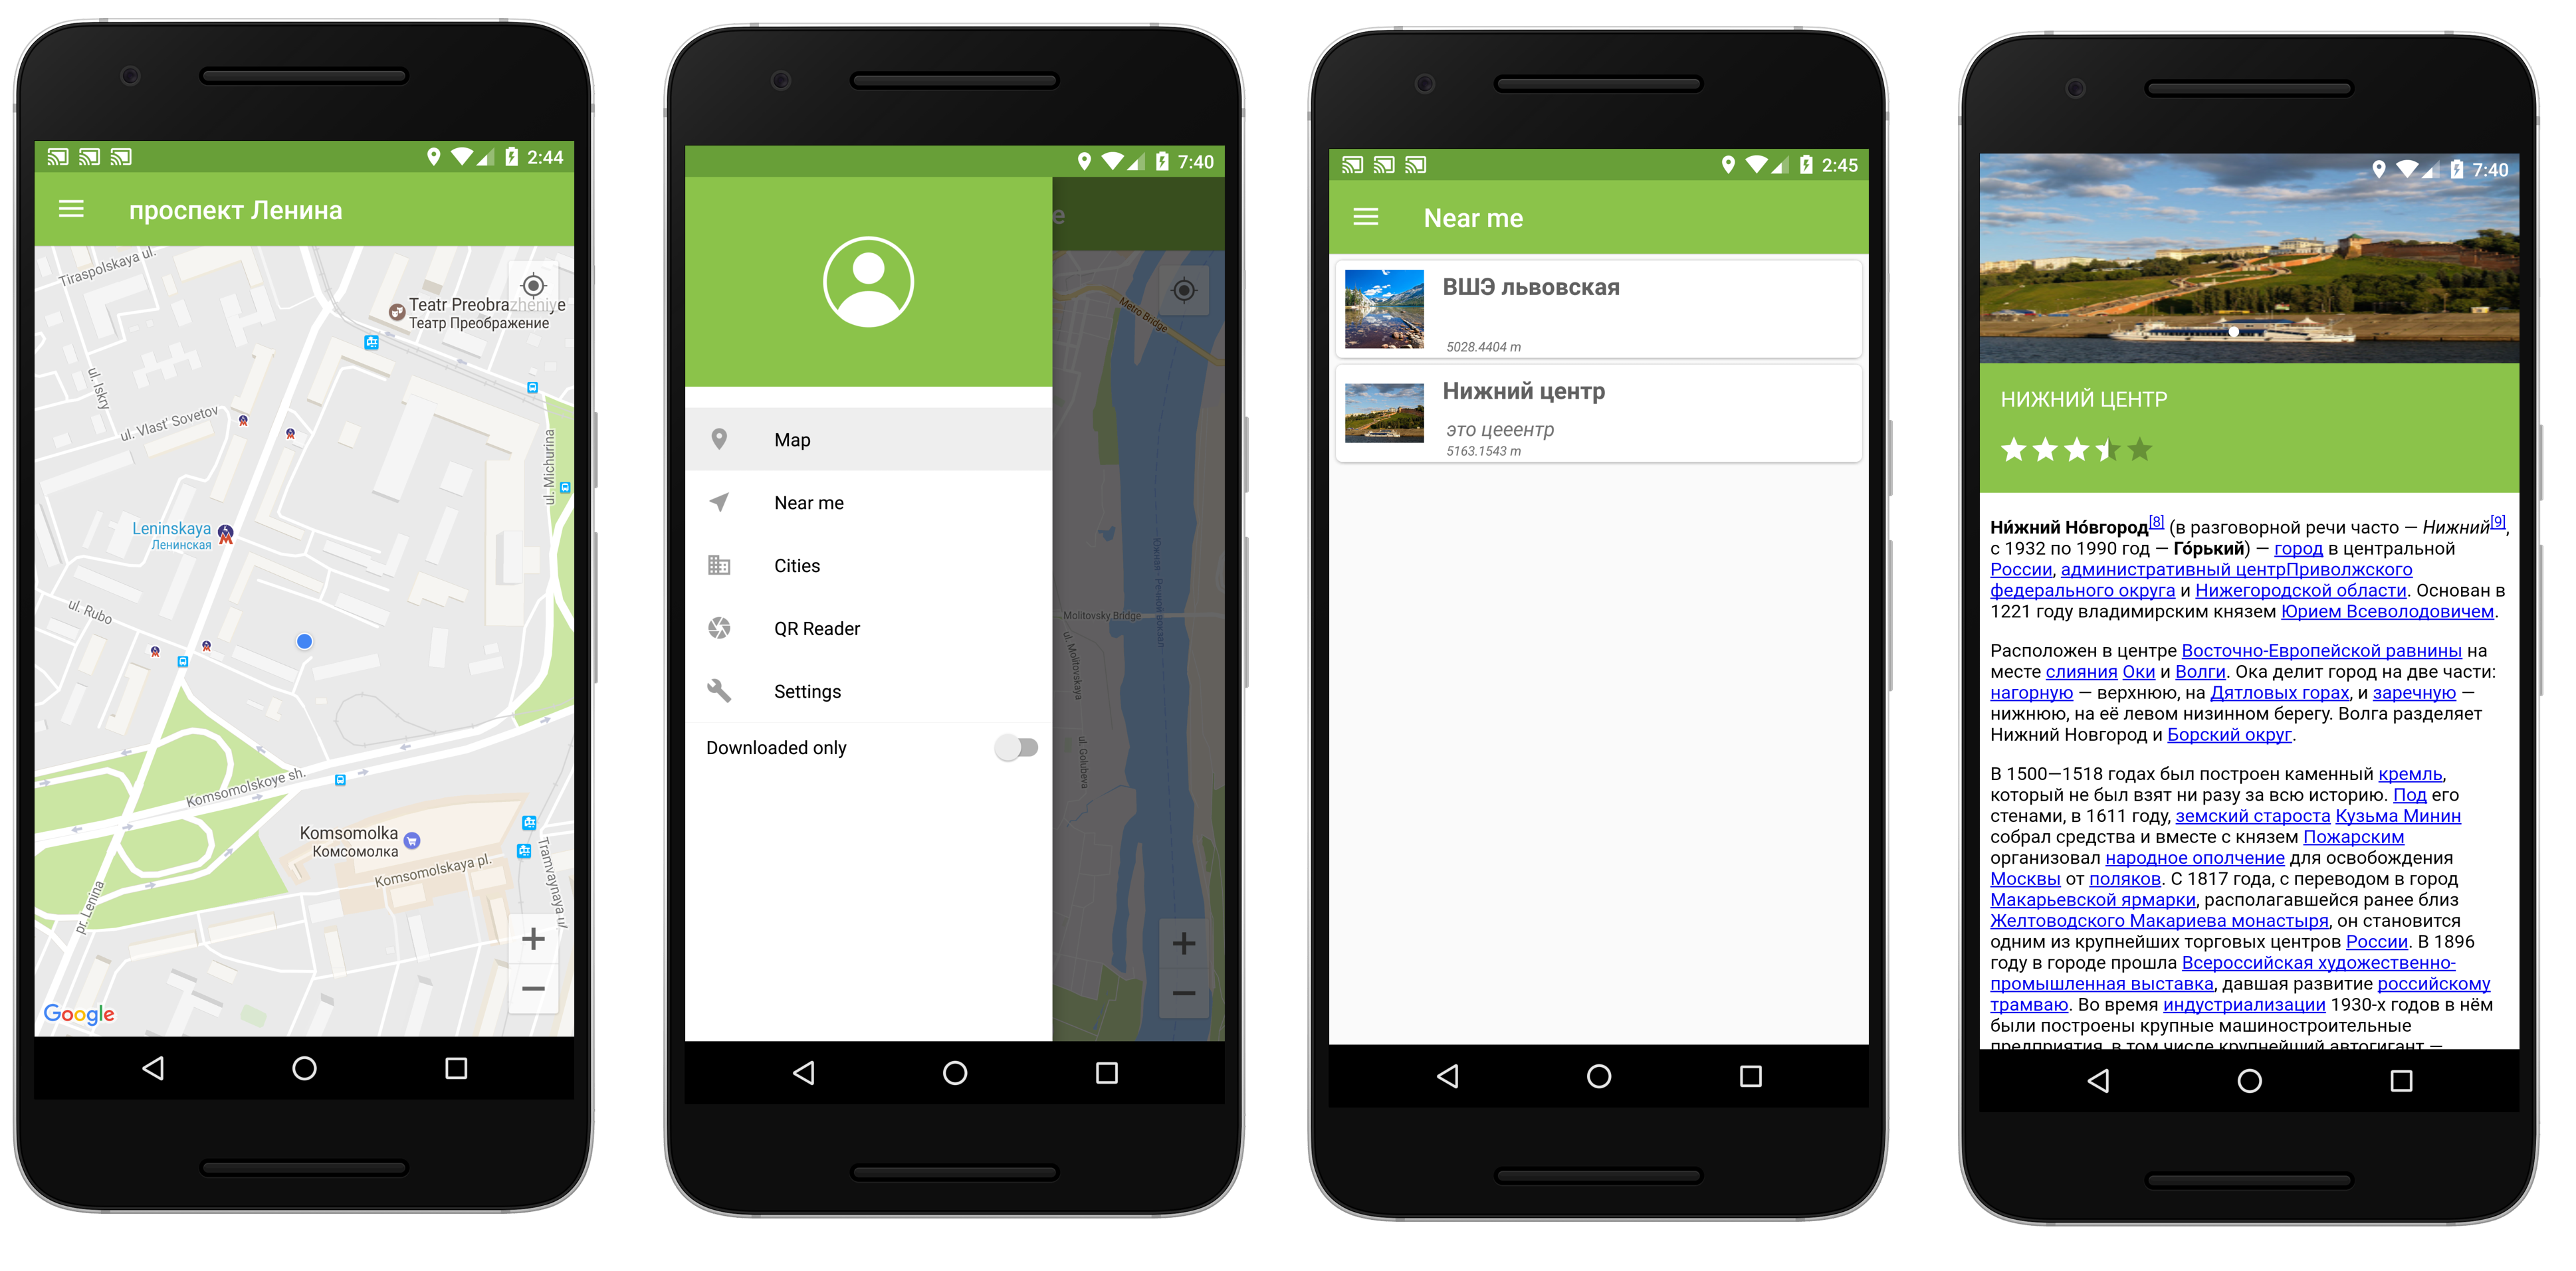 2:44
проспект Ленина
Tiraspolskaya ul.
Teatr Preobrazheniye
Театр Преображение
ul. Iskry
ul. Vlast' Sovetov
ul. Michurina
Leninskaya
Ленинская
ul. Rubo
Komsomolskoye sh.
Komsomolka
Комсомолка
Komsomolskaya pl.
Tramvaynaya ul
pr. Lenina
Google
7:40
e
Metro Bridge
Map
Near me
Cities
QR Reader
Settings
Downloaded only
Molitovsky Bridge
ul. Molitovskaya
ul. Golubeva
2:45
Near me
ВШЭ львовская
5028.4404 m
Нижний центр
это цееентр
5163.1543 m
7:40
НИЖНИЙ ЦЕНТР
Ни́жний Но́вгород[8] (в разговорной речи часто — Нижний[9],
с 1932 по 1990 год — Го́рький) — город в центральной
России, административный центрПриволжского
федерального округа и Нижегородской области. Основан в
1221 году владимирским князем Юрием Всеволодовичем.
Расположен в центре Восточно-Европейской равнины на
месте слияния Оки и Волги. Ока делит город на две части:
нагорную — верхнюю, на Дятловых горах, и заречную —
нижнюю, на её левом низинном берегу. Волга разделяет
Нижний Новгород и Борский округ.
В 1500—1518 годах был построен каменный кремль,
который не был взят ни разу за всю историю. Под его
стенами, в 1611 году, земский староста Кузьма Минин
собрал средства и вместе с князем Пожарским
организовал народное ополчение для освобождения
Москвы от поляков. С 1817 года, с переводом в город
Макарьевской ярмарки, располагавшейся ранее близ
Желтоводского Макариева монастыря, он становится
одним из крупнейших торговых центров России. В 1896
году в городе прошла Всероссийская художественно-
промышленная выставка, давшая развитие российскому
трамваю. Во время индустриализации 1930-х годов в нём
были построены крупные машиностроительные
предприятия, в том числе крупнейший автогигант —